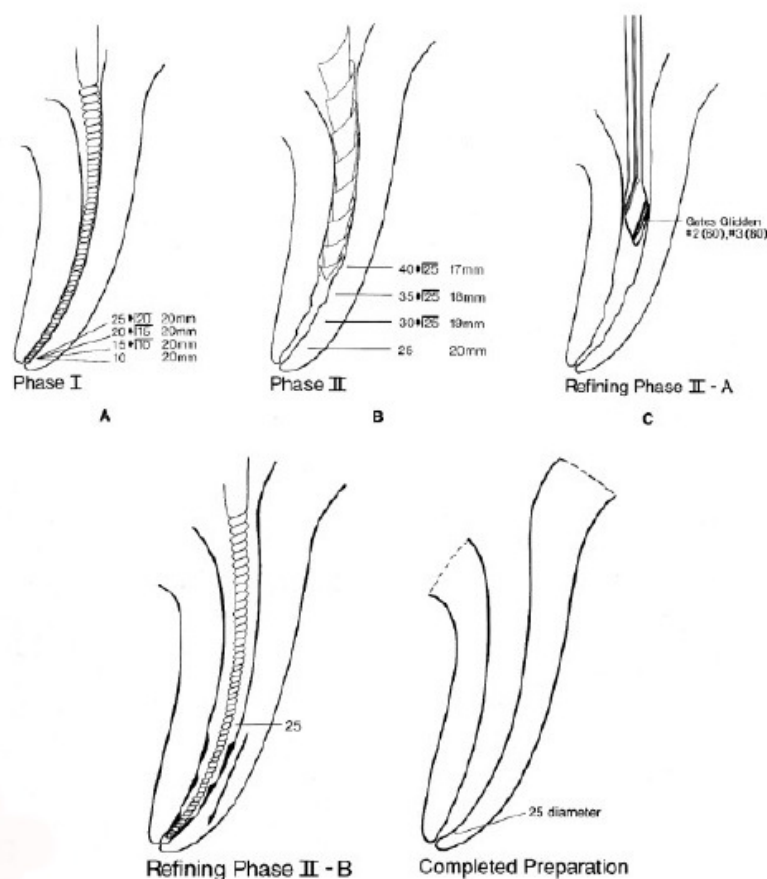 25➧20 20mm
20➧15 20mm
15➧10 20mm
10 20mm
Phase I
A
40➧25 17mm
35➧25 18mm
30➧25 19mm
25 20mm
Phase II
B
Gates Glidden
#2(60),#3(80)
Refining Phase II - A
C
25
Refining Phase II - B
25 diameter
Completed Preparation